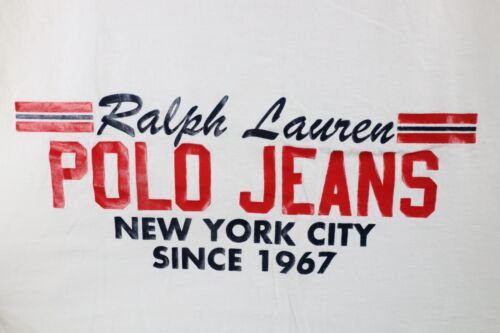 Ralph Lauren
POLO JEANS
NEW YORK CITY
SINCE 1967